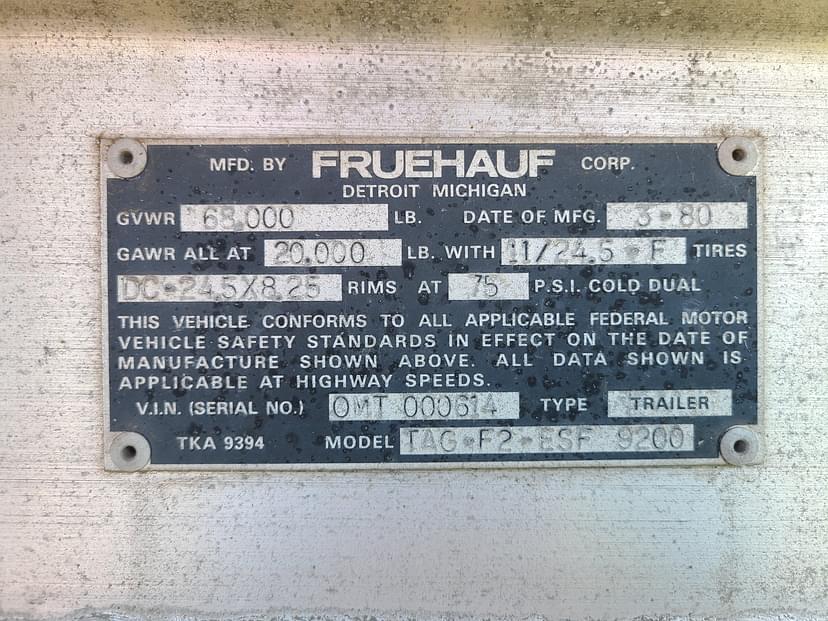 MFD. BY FRUEHAUF CORP.
DETROIT MICHIGAN
GVWR 68,000 LB. DATE OF MFG. 3-80
GAWR ALL AT 20,000 LB. WITH 11/24.5-F TIRES
DC-24.5X8.25 RIMS AT 75 P.S.I. COLD DUAL
THIS VEHICLE CONFORMS TO ALL APPLICABLE FEDERAL MOTOR
VEHICLE SAFETY STANDARDS IN EFFECT ON THE DATE OF
MANUFACTURE SHOWN ABOVE. ALL DATA SHOWN IS
APPLICABLE AT HIGHWAY SPEEDS.
V.I.N. (SERIAL NO.) OMT 000614 TYPE TRAILER
TKA 9394 MODEL TAG-F2-ESF 9200